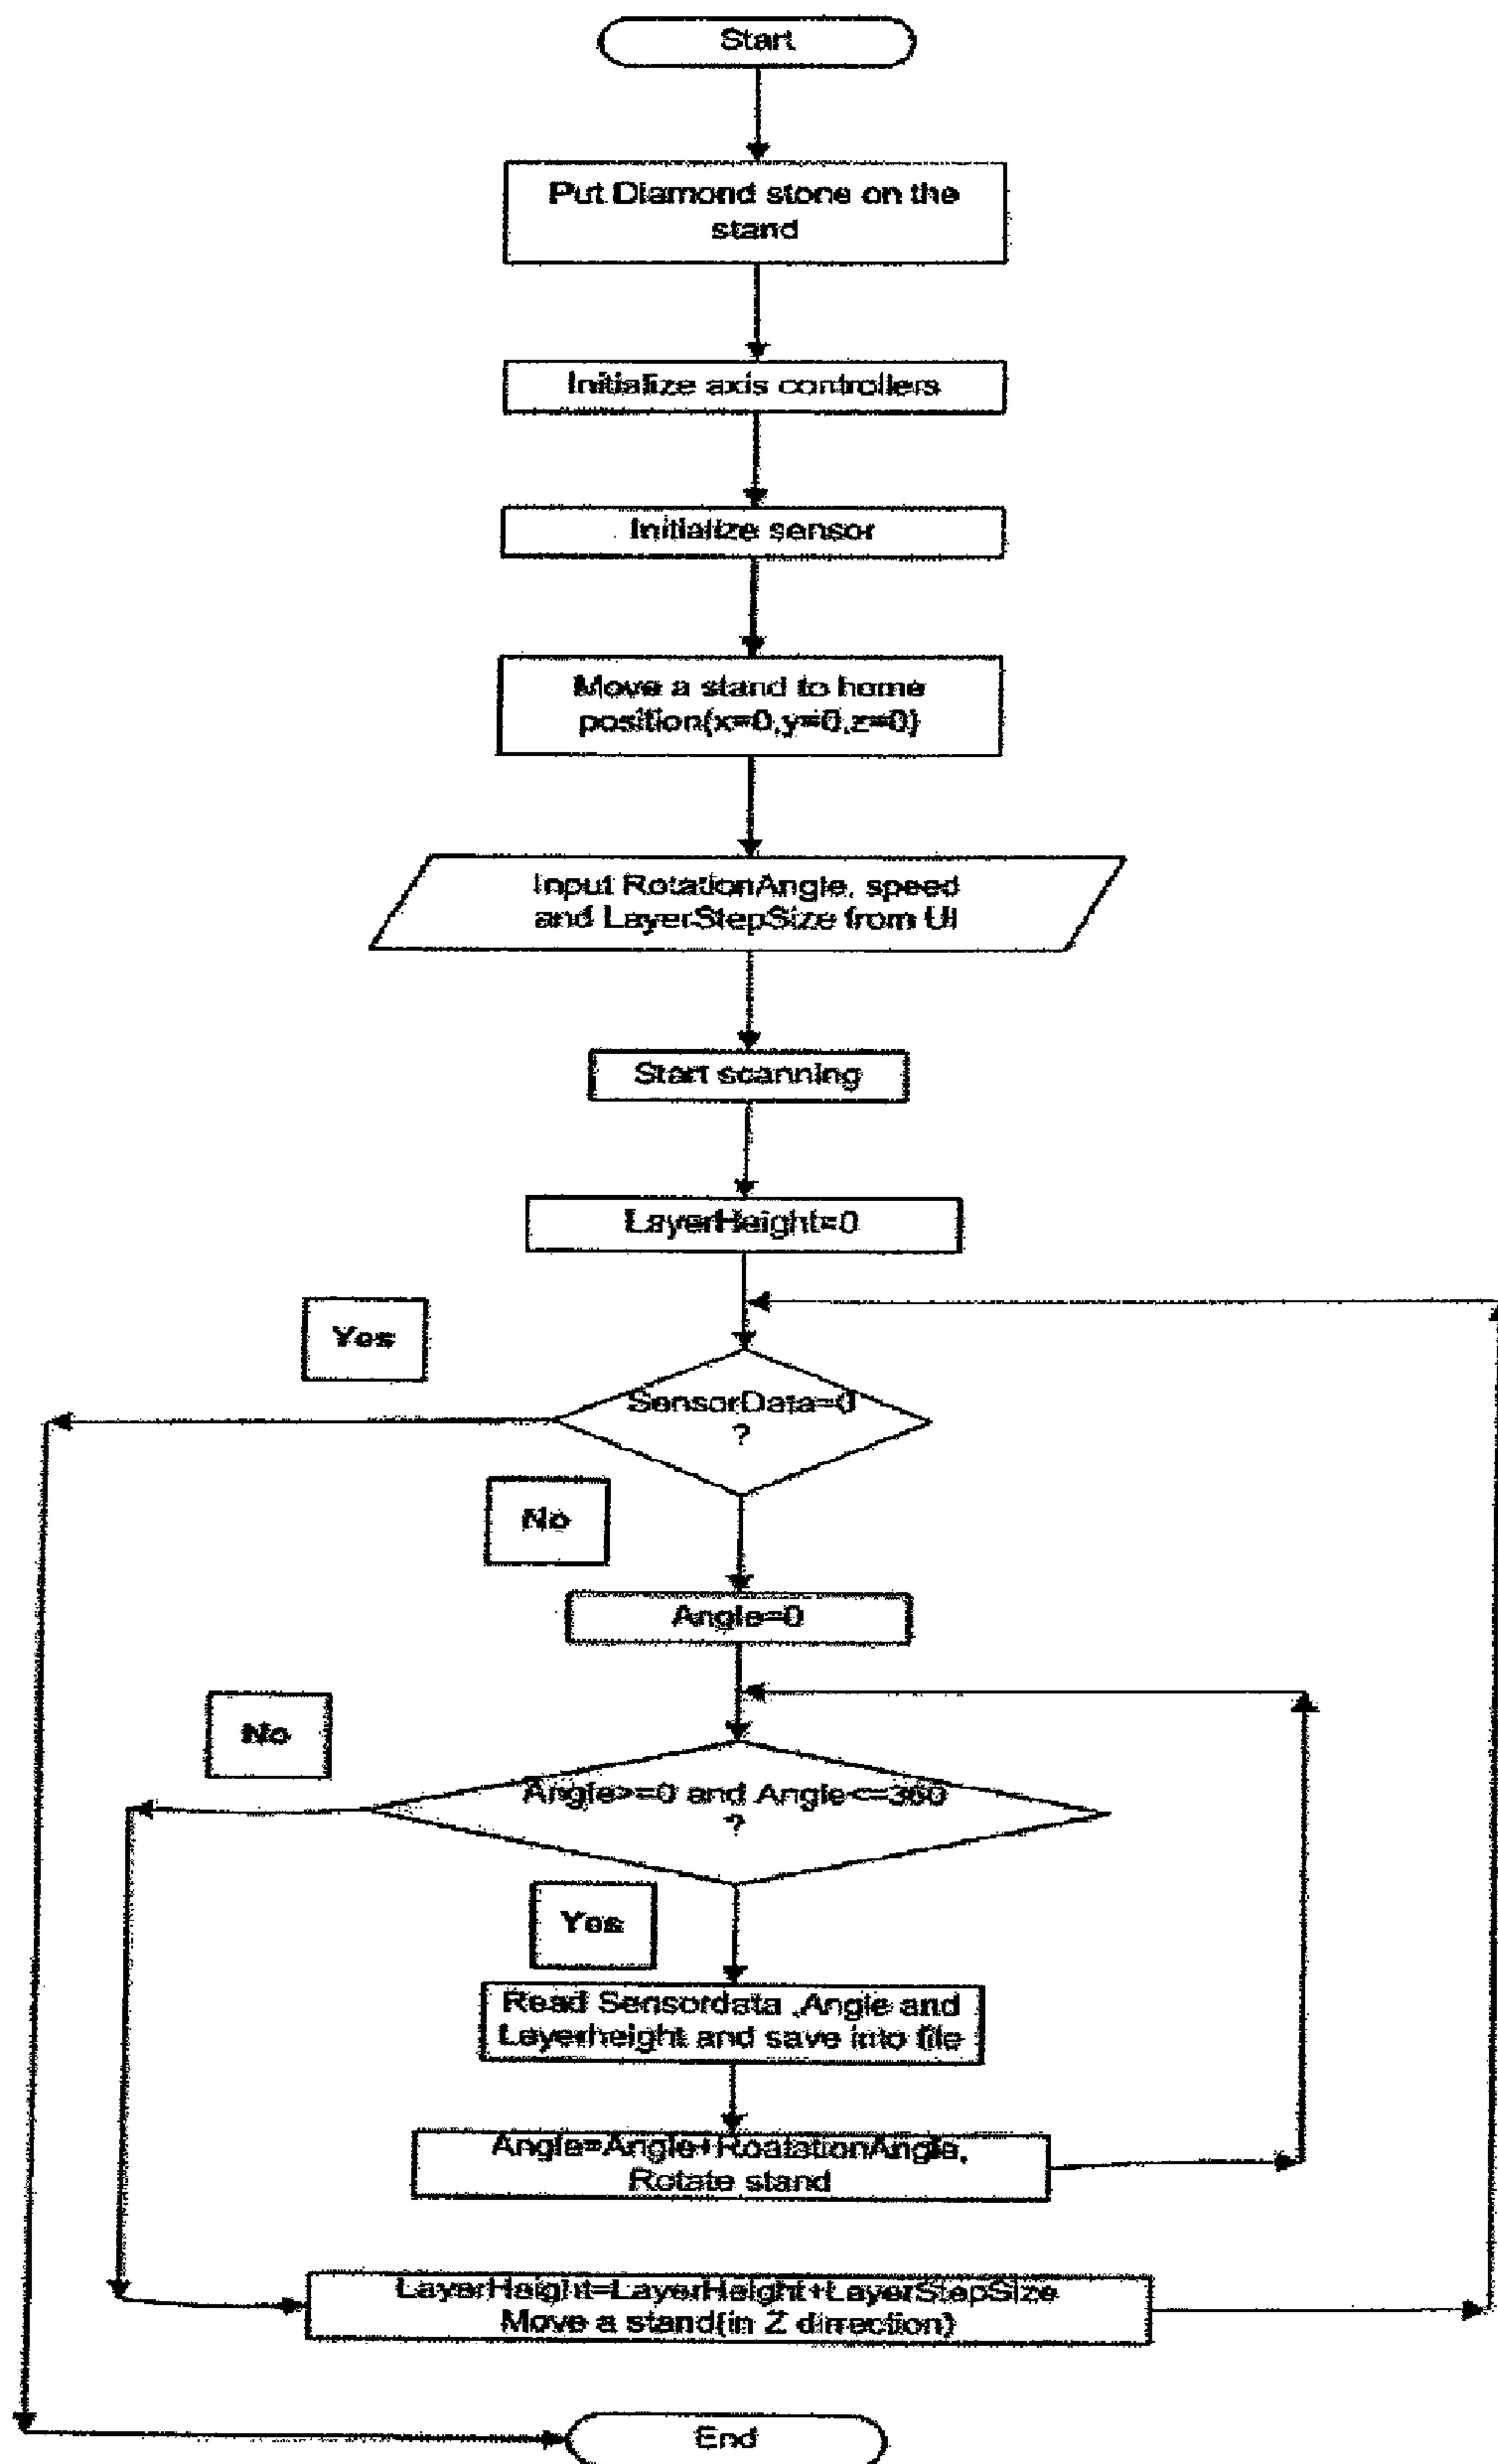 Start
Put Diamond stone on the
stand
Initialize axis controllers
Initialize sensor
Move a stand to home
position(x=0,y=0,z=0)
Input RotationAngle, speed
and LayerStepSize from UI
Start scanning
LayerHeight=0
Yes
SensorData=0
?
No
Angle=0
No
Angle>=0 and Angle<=360
?
Yes
Read Sensordata ,Angle and
Layerheight and save into file
Angle=Angle+RoatationAngle,
Rotate stand
LayerHeight=LayerHeight+LayerStepSize
Move a stand(in Z dirrection)
End